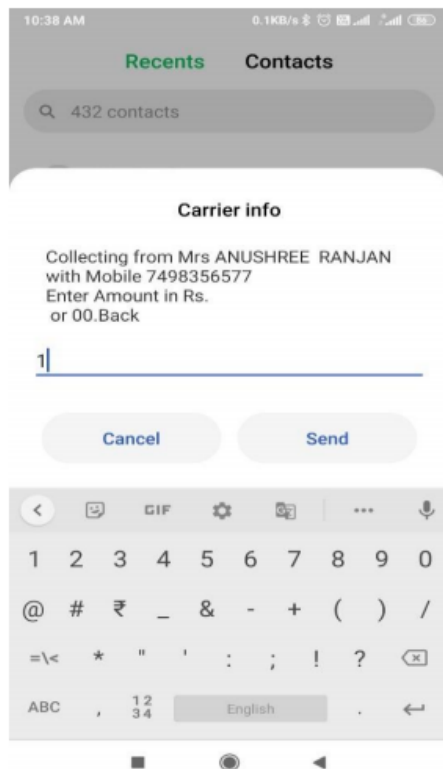 10:38 AM 0.1KB/s
Recents Contacts
432 contacts
Carrier info
Collecting from Mrs ANUSHREE RANJAN
with Mobile 7498356577
Enter Amount in Rs.
or 00.Back
1
Cancel Send
GIF
1 2 3 4 5 6 7 8 9 0
@ # ₹ _ & - + ( ) /
=\< * " ' : ; ! ?
ABC , 12 34 English .